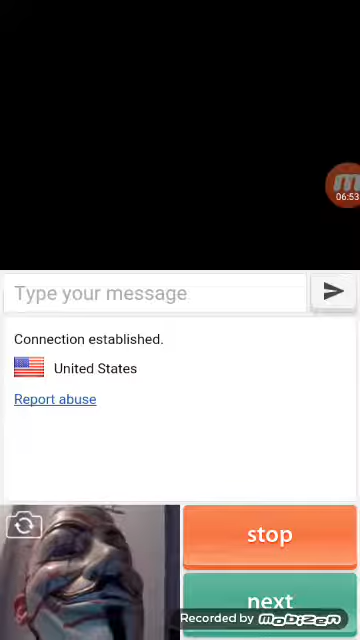 06:53
Type your message
Connection established.
United States
Report abuse
stop
next
Recorded by mobizen